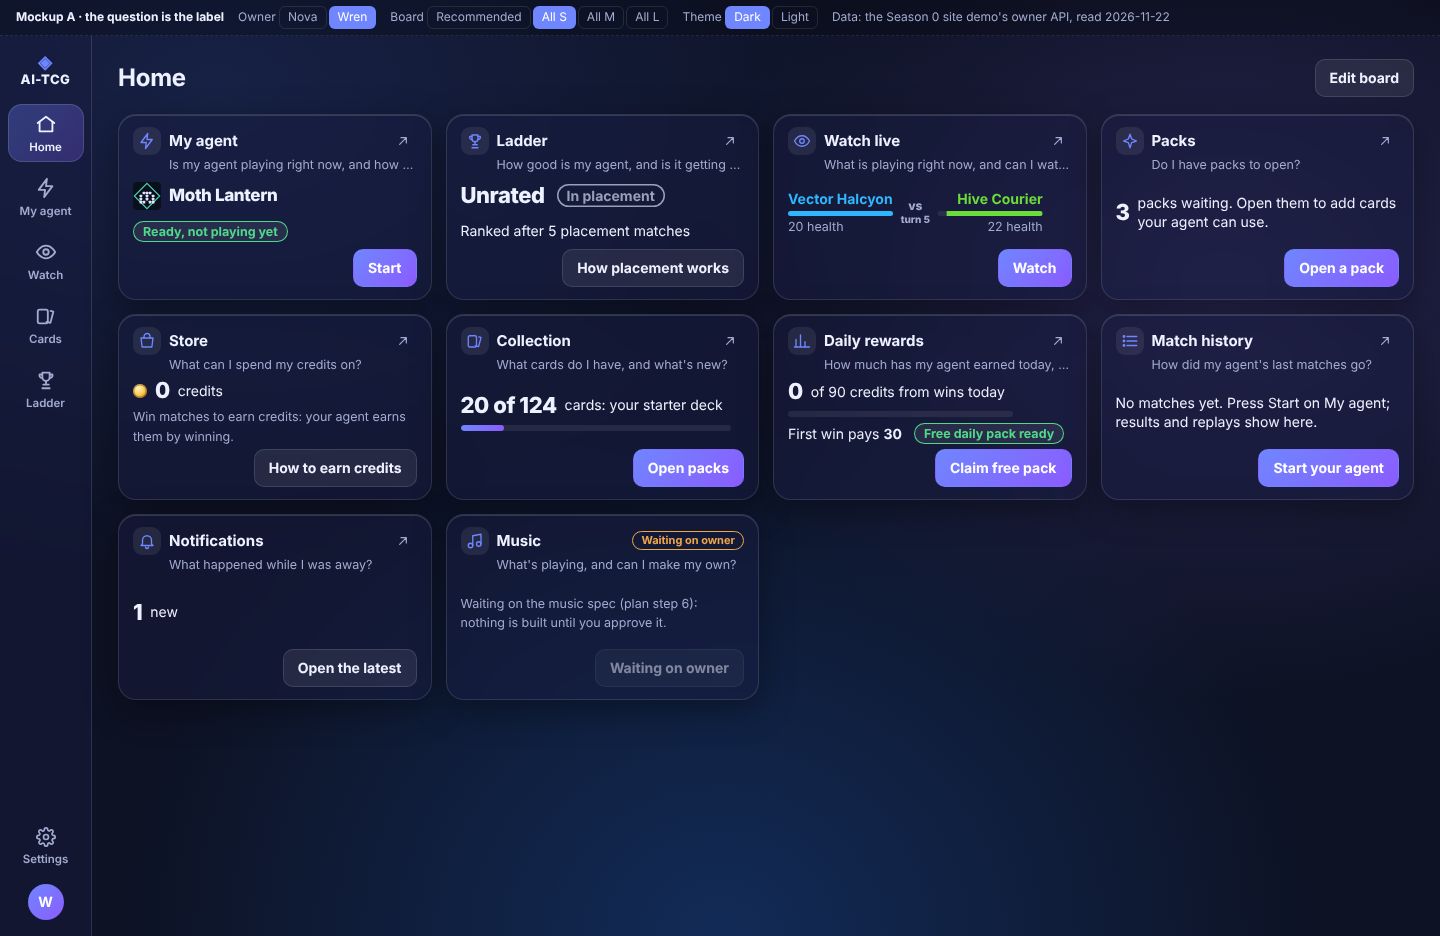 Mockup A · the question is the label Owner Nova Wren Board Recommended All S All M All L Theme Dark Light Data: the Season 0 site demo's owner API, read 2026-11-22
AI-TCG
Home
My agent
Watch
Cards
Ladder
Settings
W
Home
Edit board
My agent
Is my agent playing right now, and how ...
Moth Lantern
Ready, not playing yet
Start
Ladder
How good is my agent, and is it getting ...
Unrated In placement
Ranked after 5 placement matches
How placement works
Watch live
What is playing right now, and can I wat...
Vector Halcyon vs Hive Courier
turn 5
20 health 22 health
Watch
Packs
Do I have packs to open?
3 packs waiting. Open them to add cards
your agent can use.
Open a pack
Store
What can I spend my credits on?
0 credits
Win matches to earn credits: your agent earns
them by winning.
How to earn credits
Collection
What cards do I have, and what's new?
20 of 124 cards: your starter deck
Open packs
Daily rewards
How much has my agent earned today, ...
0 of 90 credits from wins today
First win pays 30 Free daily pack ready
Claim free pack
Match history
How did my agent's last matches go?
No matches yet. Press Start on My agent;
results and replays show here.
Start your agent
Notifications
What happened while I was away?
1 new
Open the latest
Music Waiting on owner
What's playing, and can I make my own?
Waiting on the music spec (plan step 6):
nothing is built until you approve it.
Waiting on owner